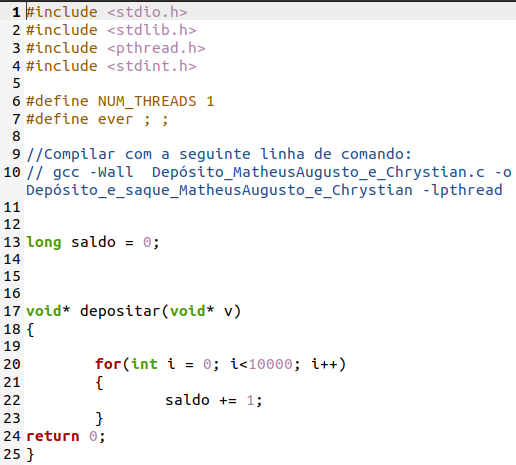 1 #include <stdio.h>
2 #include <stdlib.h>
3 #include <pthread.h>
4 #include <stdint.h>
5
6 #define NUM_THREADS 1
7 #define ever ; ;
8
9 //Compilar com a seguinte linha de comando:
10 // gcc -Wall  Depósito_MatheusAugusto_e_Chrystian.c -o
Depósito_e_saque_MatheusAugusto_e_Chrystian -lpthread
11
12
13 long saldo = 0;
14
15
16
17 void* depositar(void* v)
18 {
19
20         for(int i = 0; i<10000; i++)
21         {
22                 saldo += 1;
23         }
24 return 0;
25 }